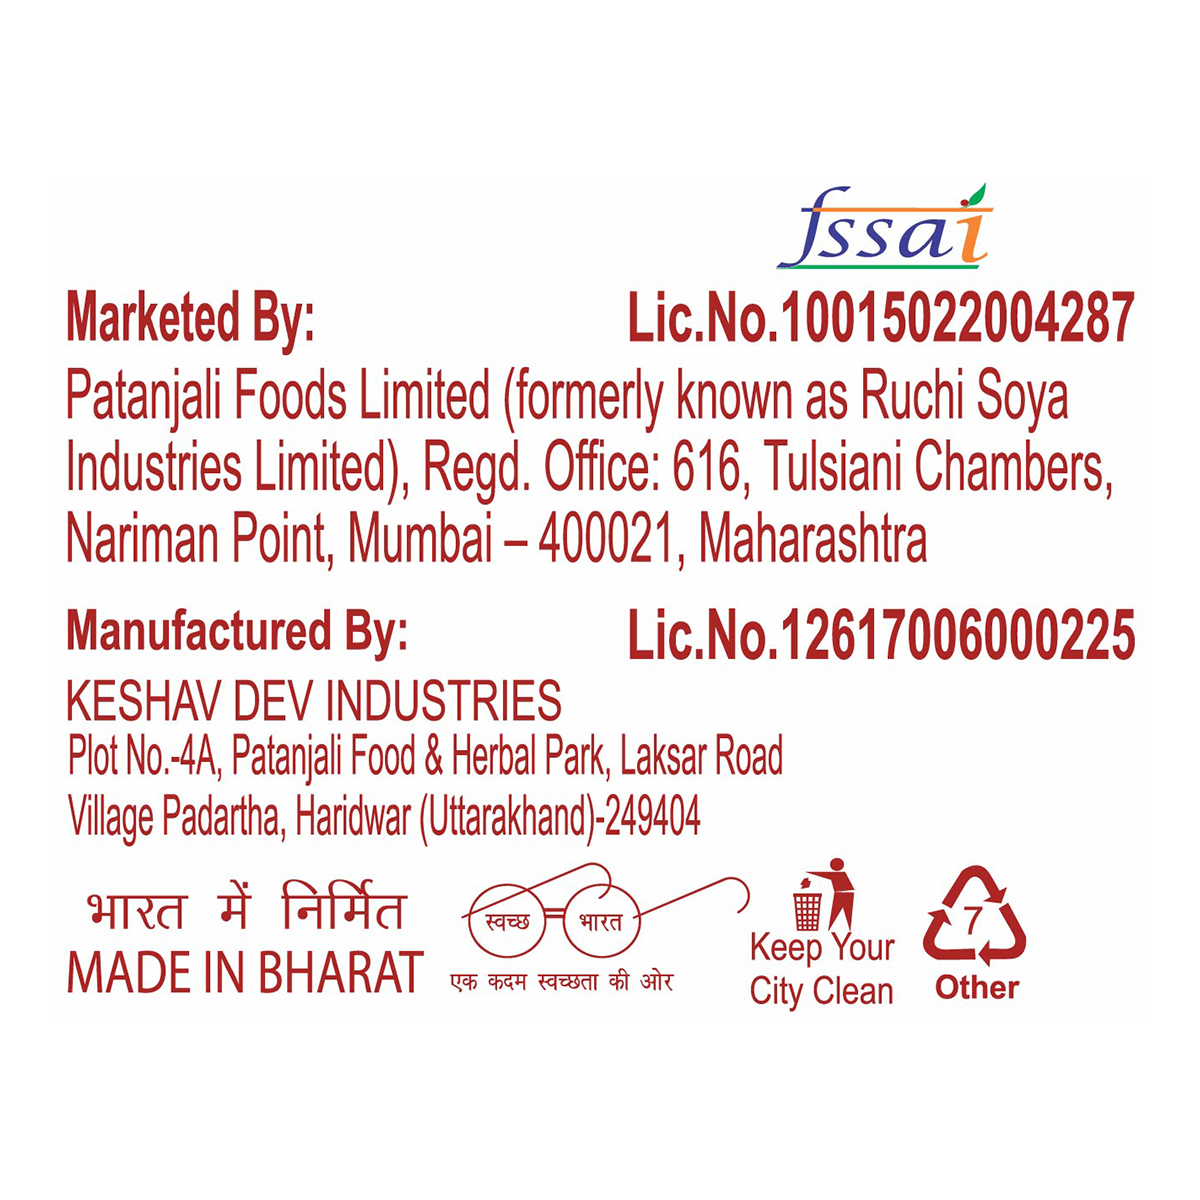 fssai
Marketed By:
Lic.No.10015022004287
Patanjali Foods Limited (formerly known as Ruchi Soya
Industries Limited), Regd. Office: 616, Tulsiani Chambers,
Nariman Point, Mumbai – 400021, Maharashtra
Manufactured By:
Lic.No.12617006000225
KESHAV DEV INDUSTRIES
Plot No.-4A, Patanjali Food & Herbal Park, Laksar Road
Village Padartha, Haridwar (Uttarakhand)-249404
भारत में निर्मित
MADE IN BHARAT
स्वच्छ भारत
एक कदम स्वच्छता की ओर
Keep Your
City Clean
7
Other